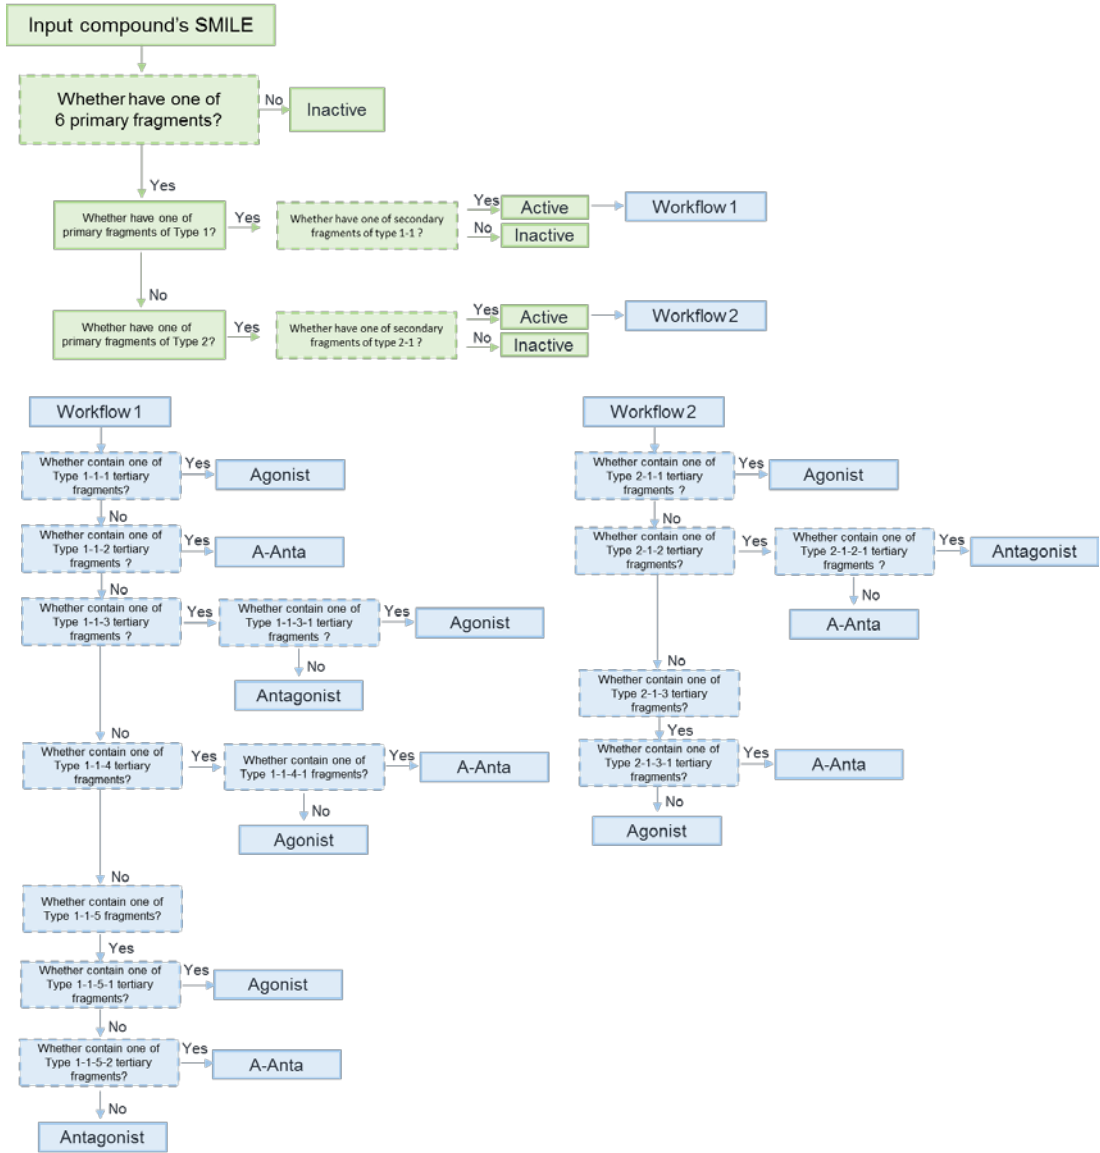 Input compound's SMILE
Whether have one of
6 primary fragments?
No
Inactive
Yes
Whether have one of
primary fragments of Type 1?
Yes
Whether have one of secondary
fragments of type 1-1 ?
Yes
Active
Workflow 1
No
Inactive
No
Whether have one of
primary fragments of Type 2?
Yes
Whether have one of secondary
fragments of type 2-1 ?
Yes
Active
Workflow 2
No
Inactive
Workflow 1
Whether contain one of
Type 1-1-1 tertiary
fragments?
Yes
Agonist
No
Whether contain one of
Type 1-1-2 tertiary
fragments ?
Yes
A-Anta
No
Whether contain one of
Type 1-1-3 tertiary
fragments ?
Yes
Whether contain one of
Type 1-1-3-1 tertiary
fragments ?
Yes
Agonist
No
Antagonist
No
Whether contain one of
Type 1-1-4 tertiary
fragments?
Yes
Whether contain one of
Type 1-1-4-1 fragments?
Yes
A-Anta
No
Agonist
No
Whether contain one of
Type 1-1-5 fragments?
Yes
Whether contain one of
Type 1-1-5-1 tertiary
fragments?
Yes
Agonist
No
Whether contain one of
Type 1-1-5-2 tertiary
fragments?
Yes
A-Anta
No
Antagonist
Workflow 2
Whether contain one of
Type 2-1-1 tertiary
fragments ?
Yes
Agonist
No
Whether contain one of
Type 2-1-2 tertiary
fragments?
Yes
Whether contain one of
Type 2-1-2-1 tertiary
fragments ?
Yes
Antagonist
No
A-Anta
No
Whether contain one of
Type 2-1-3 tertiary
fragments?
Yes
Whether contain one of
Type 2-1-3-1 tertiary
fragments?
Yes
A-Anta
No
Agonist